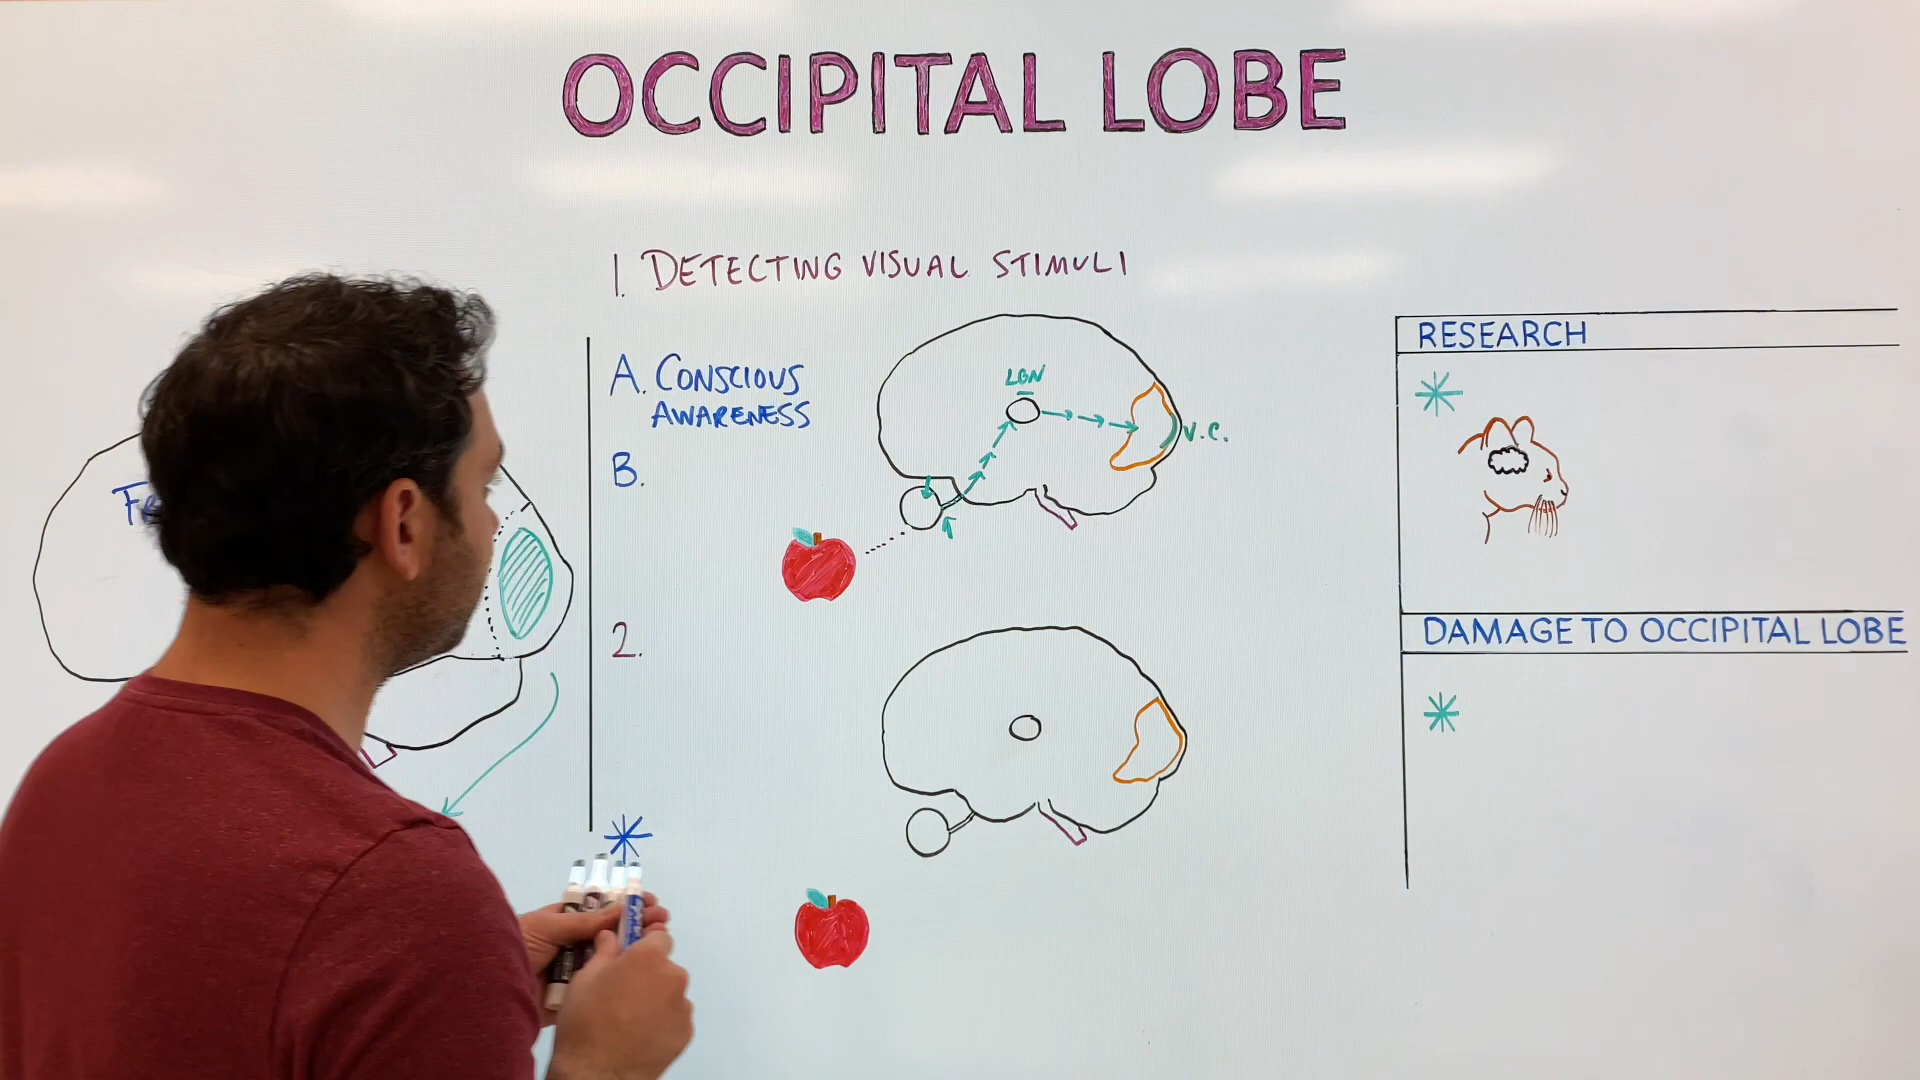 OCCIPITAL LOBE
1. DETECTING VISUAL STIMULI
A. CONSCIOUS
AWARENESS
B.
2.
LGN
V.C.
RESEARCH
DAMAGE TO OCCIPITAL LOBE